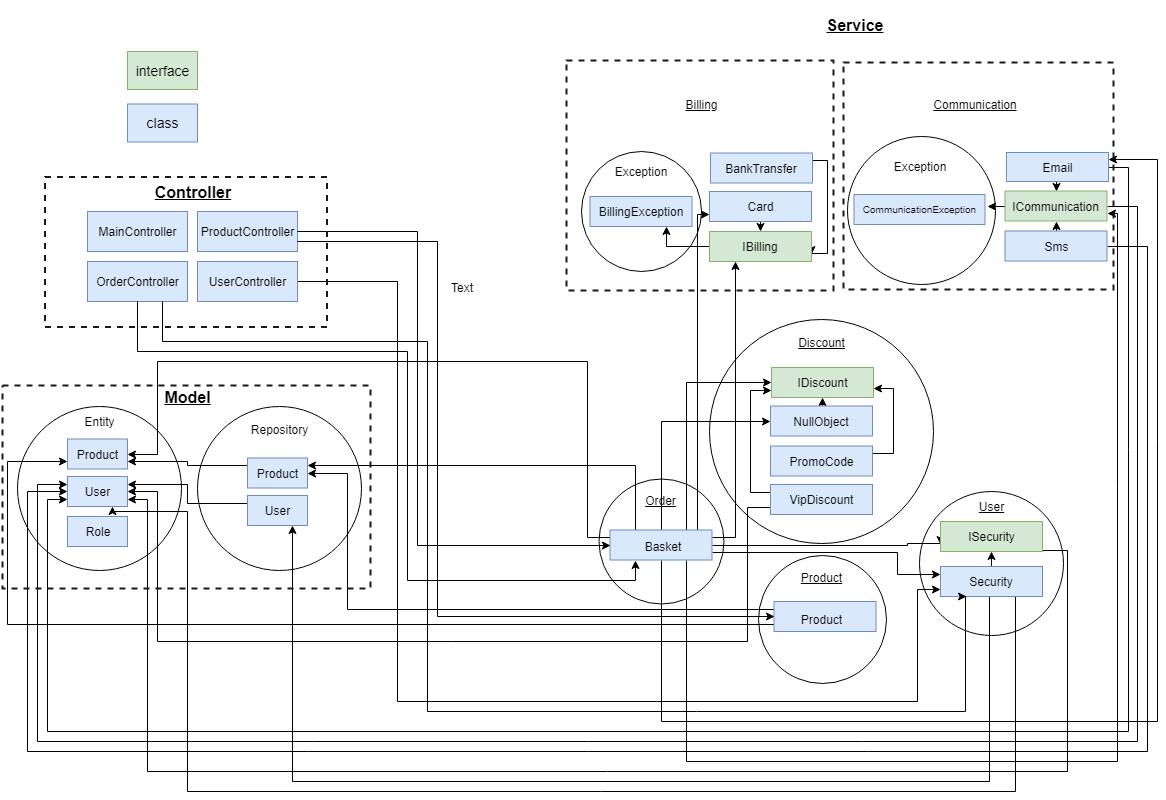 Service
interface
class
Billing
Communication
Exception
BankTransfer
BillingException
Card
IBilling
Exception
Email
CommunicationException
ICommunication
Sms
Controller
MainController
ProductController
OrderController
UserController
Text
Model
Entity
Product
User
Role
Repository
Product
User
Discount
IDiscount
NullObject
PromoCode
VipDiscount
Order
Basket
User
ISecurity
Security
Product
Product